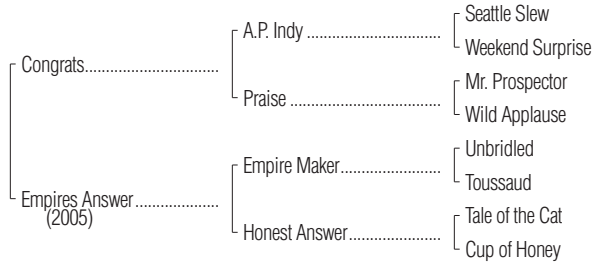 Seattle Slew
A.P. Indy ................................
Weekend Surprise
Congrats................................
Mr. Prospector
Praise ....................................
Wild Applause
Unbridled
Empire Maker........................
Toussaud
Empires Answer....................
(2005)
Tale of the Cat
Honest Answer......................
Cup of Honey